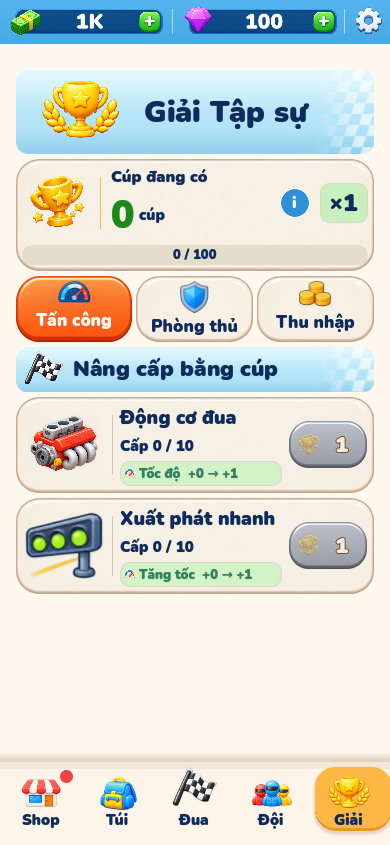 1K
100
Giải Tập sự
Cúp đang có
0 cúp
i
×1
0 / 100
Tấn công
Phòng thủ
Thu nhập
Nâng cấp bằng cúp
Động cơ đua
Cấp 0 / 10
Tốc độ +0 → +1
1
Xuất phát nhanh
Cấp 0 / 10
Tăng tốc +0 → +1
1
Shop
Túi
Đua
Đội
Giải